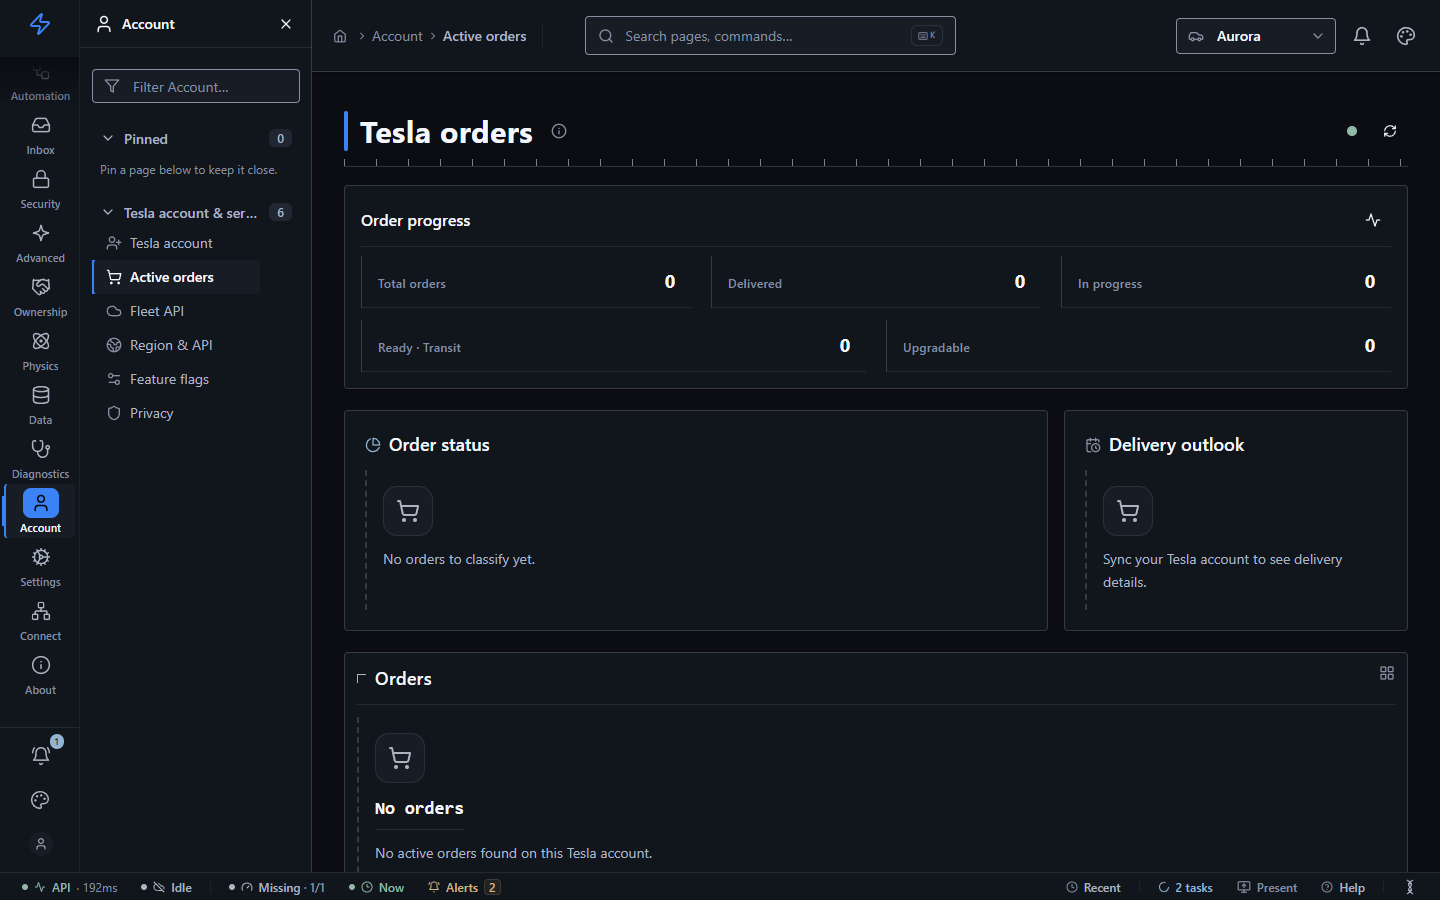 Account
Account
Active orders
Search pages, commands...
K
Aurora
Automation
Inbox
Security
Advanced
Ownership
Physics
Data
Diagnostics
Account
Settings
Connect
About
1
Filter Account...
Pinned
0
Pin a page below to keep it close.
Tesla account & ser...
6
Tesla account
Active orders
Fleet API
Region & API
Feature flags
Privacy
Tesla orders
Order progress
Total orders
0
Delivered
0
In progress
0
Ready · Transit
0
Upgradable
0
Order status
No orders to classify yet.
Delivery outlook
Sync your Tesla account to see delivery
details.
Orders
No orders
No active orders found on this Tesla account.
API · 192ms
Idle
Missing · 1/1
Now
Alerts 2
Recent
2 tasks
Present
Help